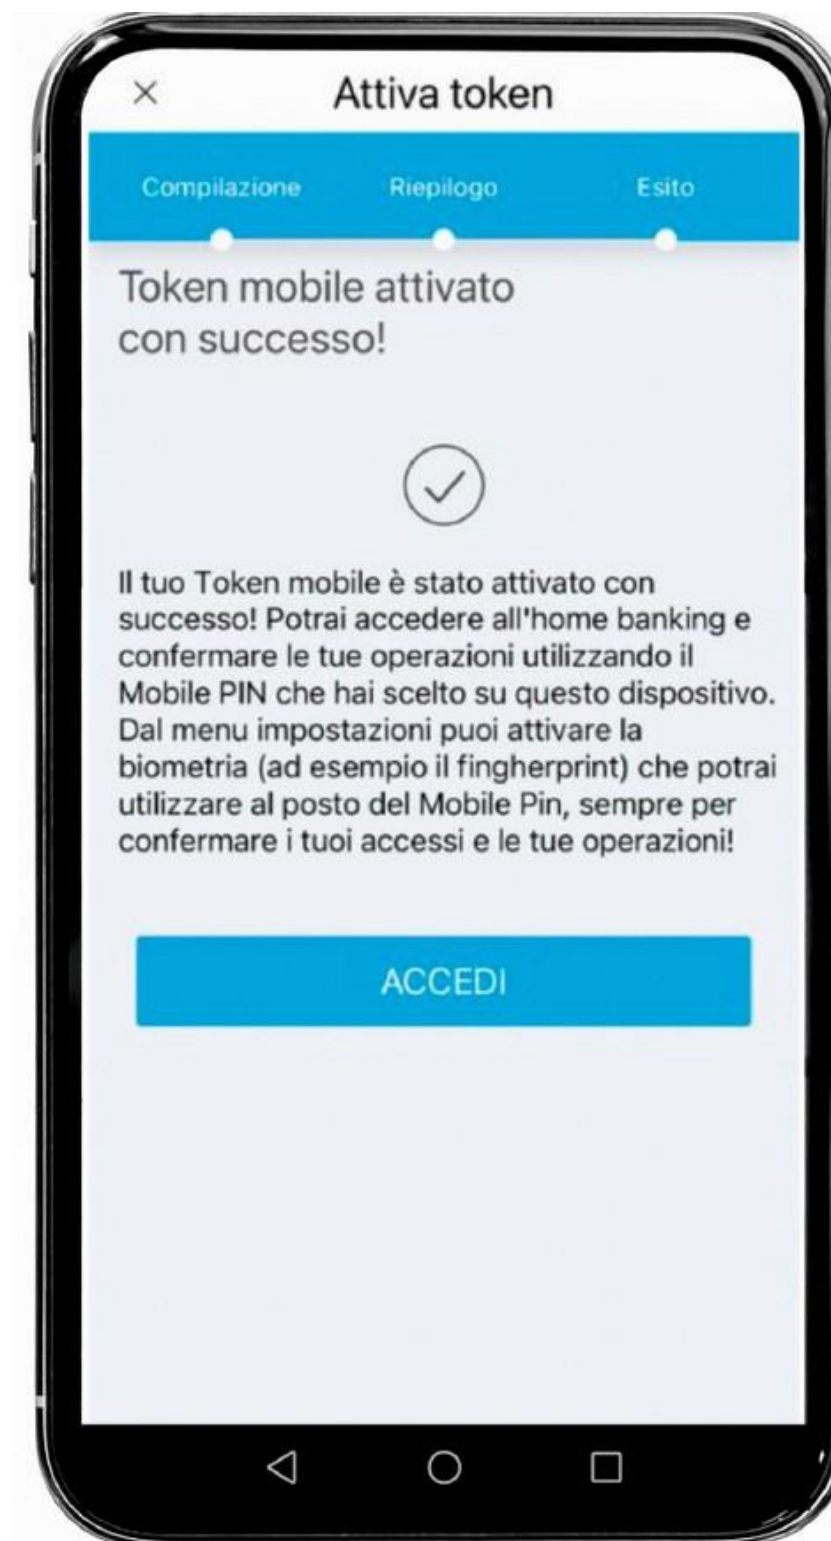 Attiva token
Compilazione Riepilogo Esito
Token mobile attivato
con successo!
Il tuo Token mobile è stato attivato con
successo! Potrai accedere all'home banking e
confermare le tue operazioni utilizzando il
Mobile PIN che hai scelto su questo dispositivo.
Dal menu impostazioni puoi attivare la
biometria (ad esempio il fingherprint) che potrai
utilizzare al posto del Mobile Pin, sempre per
confermare i tuoi accessi e le tue operazioni!
ACCEDI